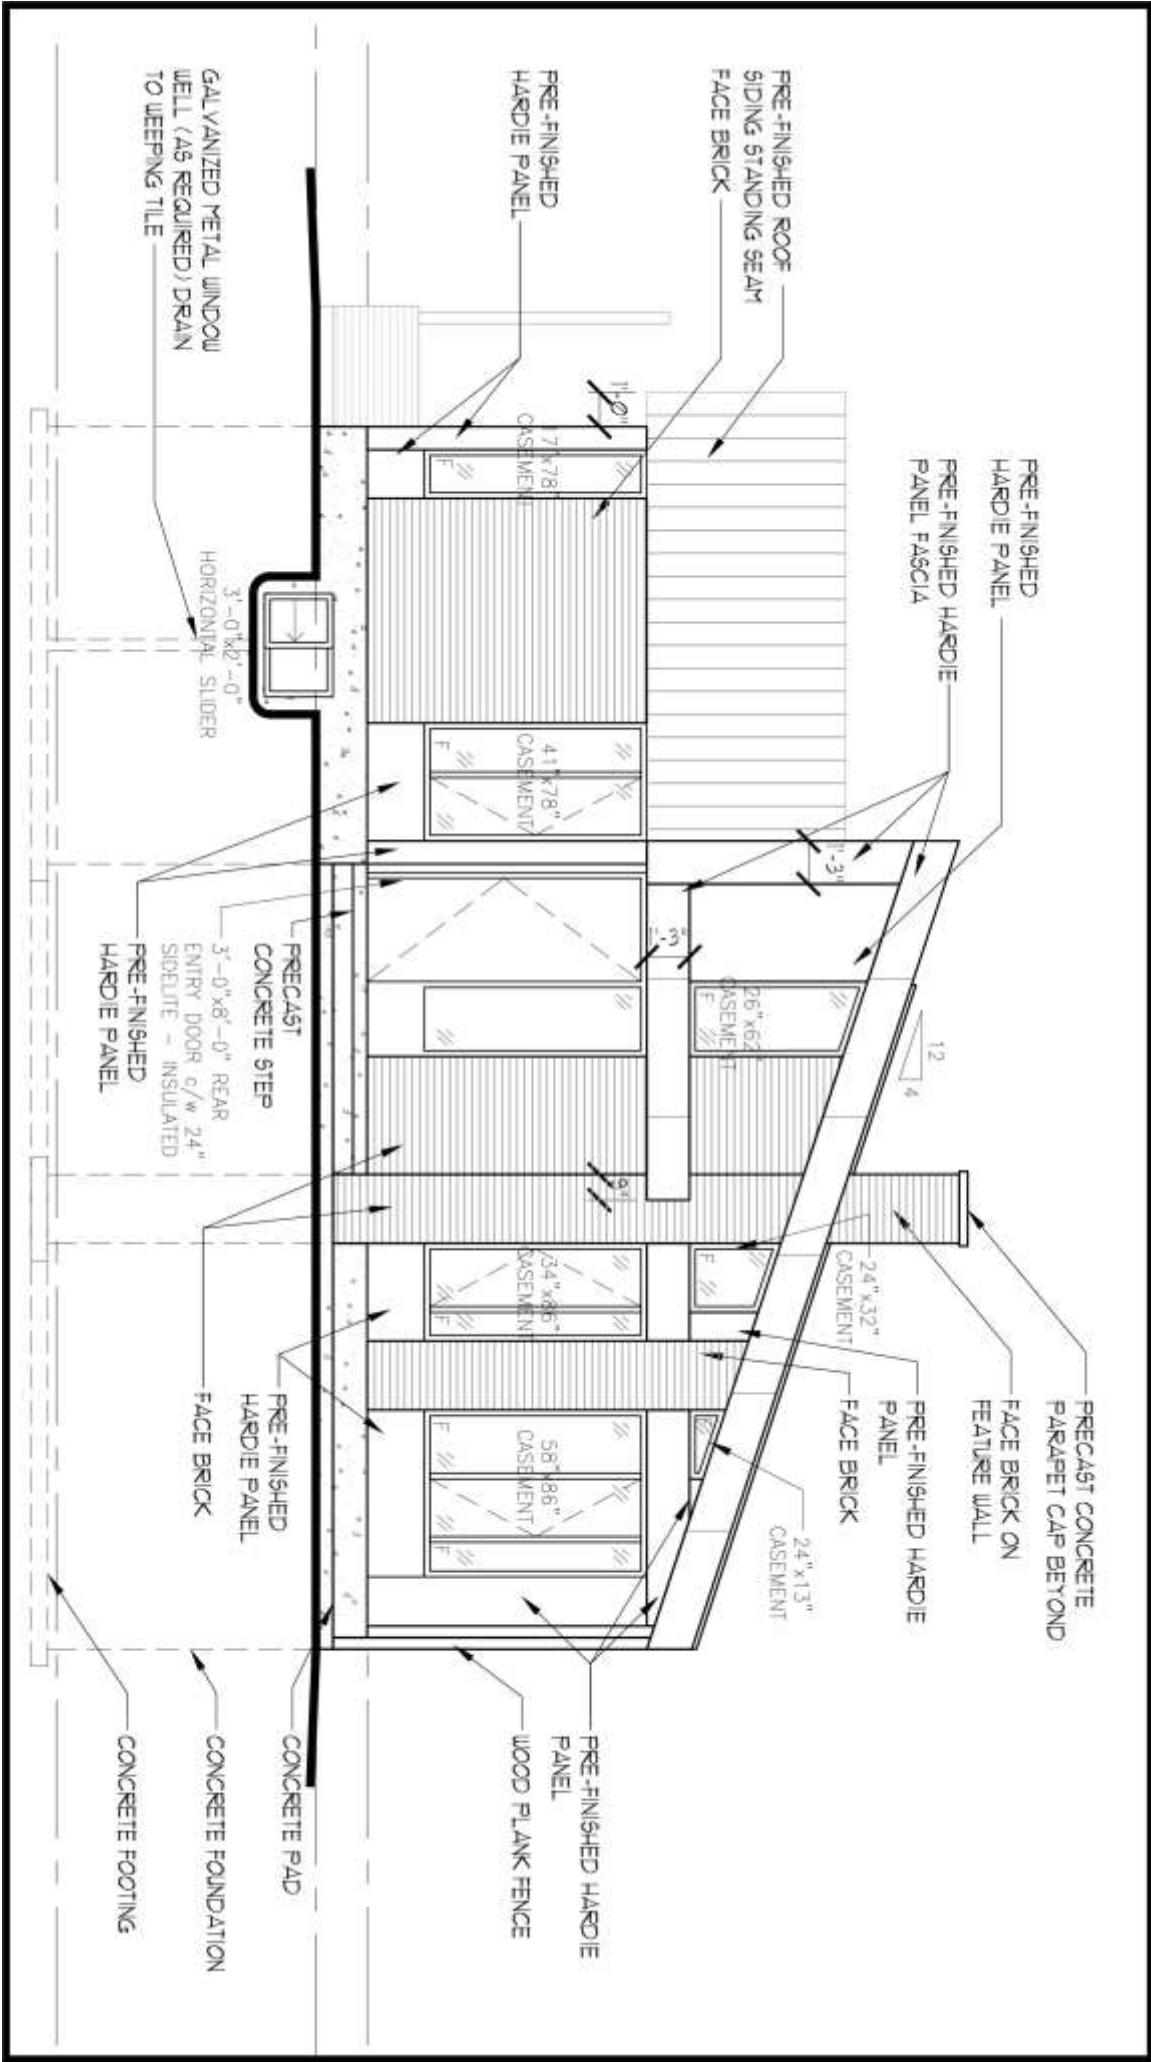 PRECAST CONCRETE
PARAPET CAP BEYOND
FACE BRICK ON
FEATURE WALL
PRE-FINISHED HARDIE
PANEL
FACE BRICK
24"x32"
CASEMENT
24"x13"
CASEMENT
PRE-FINISHED
HARDIE PANEL
PRE-FINISHED HARDIE
PANEL FASCIA
12
4
PRE-FINISHED ROOF
SIDING STANDING SEAM
FACE BRICK
PRE-FINISHED
HARDIE PANEL
1'-0"
1'-3"
1'-3"
9"
26"x62"
CASEMENT
F
F
17"x78"
CASEMENT
F
41"x78"
CASEMENT
F
34"x86"
CASEMENT
F
58"x86"
CASEMENT
F
F
PRE-FINISHED HARDIE
PANEL
WOOD PLANK FENCE
GALVANIZED METAL WINDOW
WELL (AS REQUIRED) DRAIN
TO WEEPING TILE
3'-0"x2'-0"
HORIZONTAL SLIDER
PRE-FINISHED
HARDIE PANEL
PRECAST
CONCRETE STEP
3'-0"x8'-0" REAR
ENTRY DOOR c/w 24"
SIDELITE - INSULATED
PRE-FINISHED
HARDIE PANEL
FACE BRICK
CONCRETE PAD
CONCRETE FOUNDATION
CONCRETE FOOTING